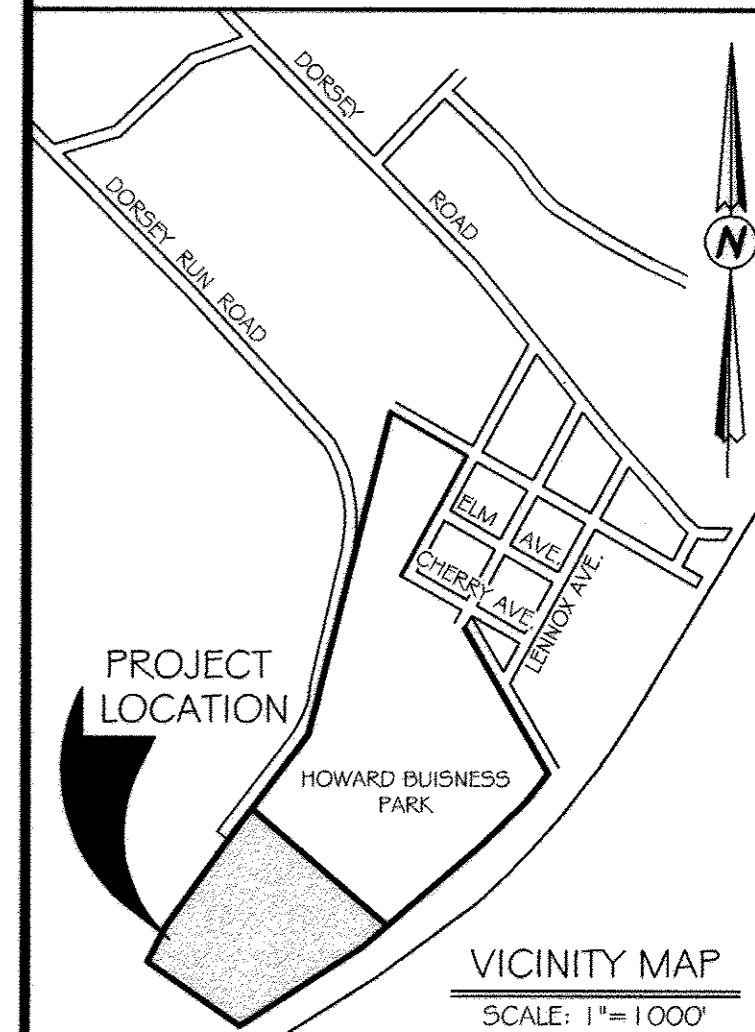 DORSEY
ROAD
N
DORSEY RUN ROAD
ELM AVE.
CHERRY AVE.
LENNOX AVE.
PROJECT
LOCATION
HOWARD BUISNESS
PARK
VICINITY MAP
SCALE: 1"=1000'